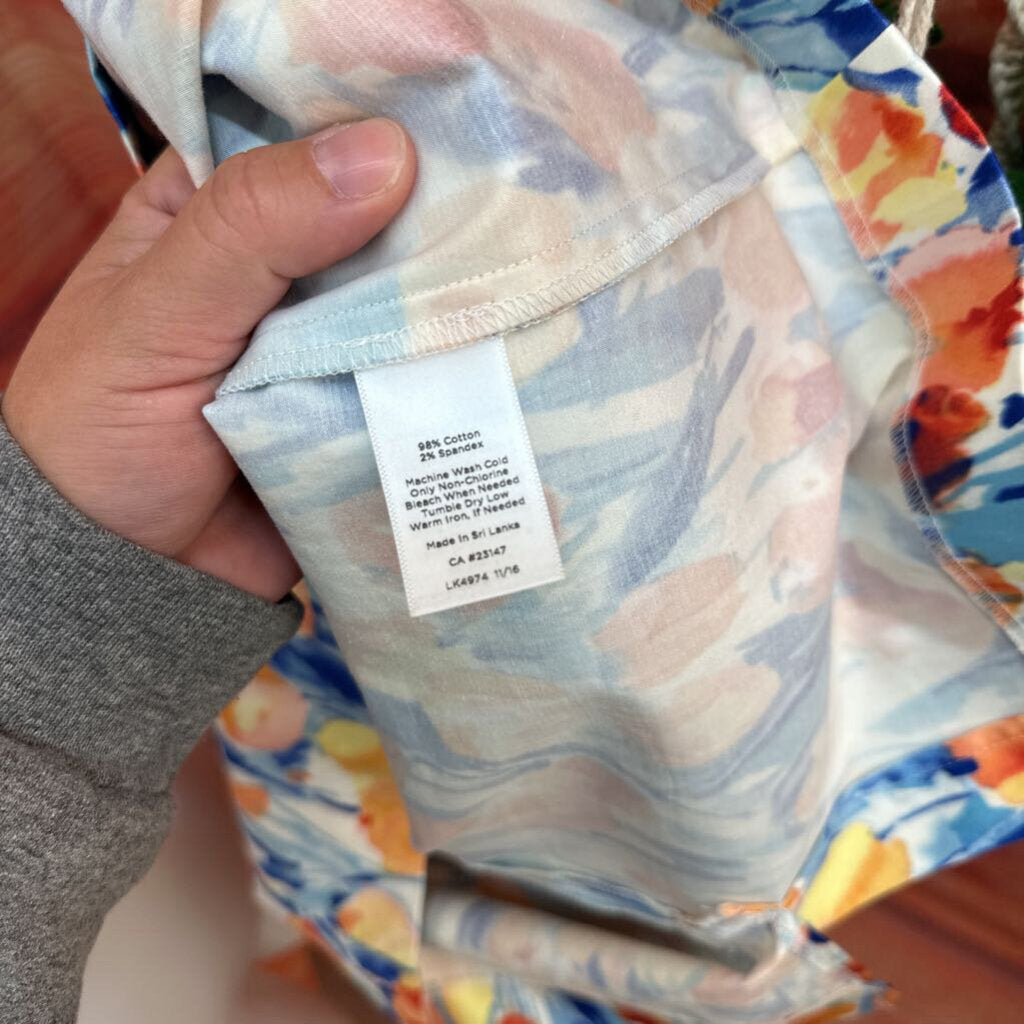 98% Cotton
2% Spandex
Machine Wash Cold
Only Non-Chlorine
Bleach When Needed
Tumble Dry Low
Warm Iron, If Needed
Made In Sri Lanka
CA #23147
LK4974 11/16